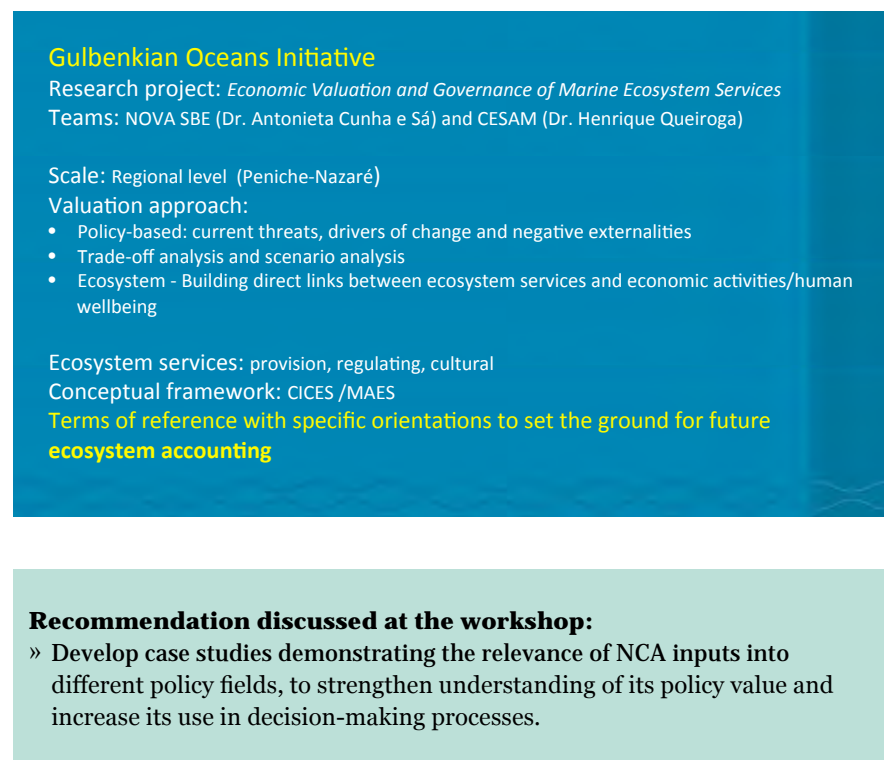 Gulbenkian Oceans Initiative
Research project: Economic Valuation and Governance of Marine Ecosystem Services
Teams: NOVA SBE (Dr. Antonieta Cunha e Sá) and CESAM (Dr. Henrique Queiroga)
Scale: Regional level (Peniche-Nazaré)
Valuation approach:
• Policy-based: current threats, drivers of change and negative externalities
• Trade-off analysis and scenario analysis
• Ecosystem - Building direct links between ecosystem services and economic activities/human
wellbeing
Ecosystem services: provision, regulating, cultural
Conceptual framework: CICES /MAES
Terms of reference with specific orientations to set the ground for future
ecosystem accounting
Recommendation discussed at the workshop:
» Develop case studies demonstrating the relevance of NCA inputs into
different policy fields, to strengthen understanding of its policy value and
increase its use in decision-making processes.